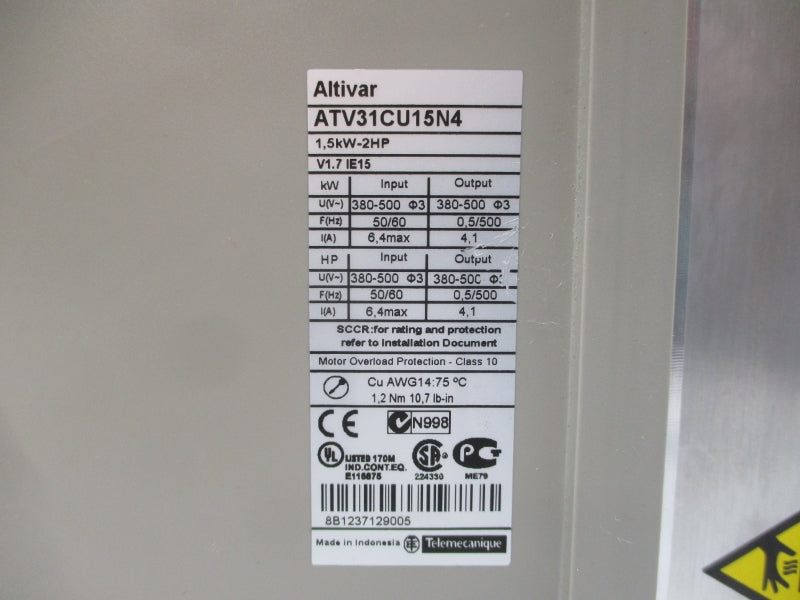 Altivar
ATV31CU15N4
1,5kW-2HP
V1.7 IE15
kW Input Output
U(V~) 380-500 Φ3 380-500 Φ3
F(Hz) 50/60 0,5/500
I(A) 6,4max 4,1
HP Input Output
U(V~) 380-500 Φ3 380-500 Φ3
F(Hz) 50/60 0,5/500
I(A) 6,4max 4,1
SCCR:for rating and protection
refer to Installation Document
Motor Overload Protection - Class 10
Cu AWG14:75 ºC
1,2 Nm 10,7 lb-in
CE N998
UL LISTED 170M
IND.CONT.EQ.
E116875
SA
224330
PC
ME79
8B1237129005
Made in Indonesia Telemecanique